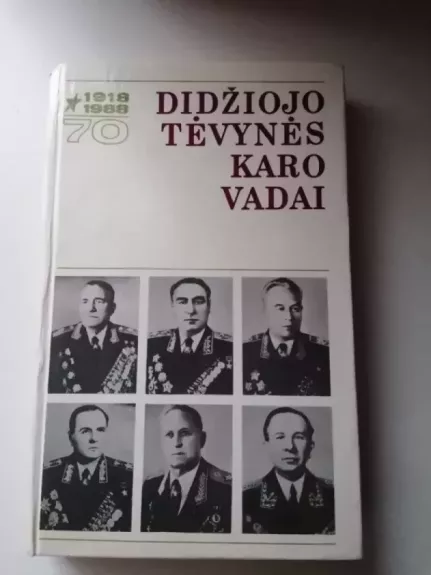 1918
1988
70
DIDŽIOJO
TĖVYNĖS
KARO
VADAI